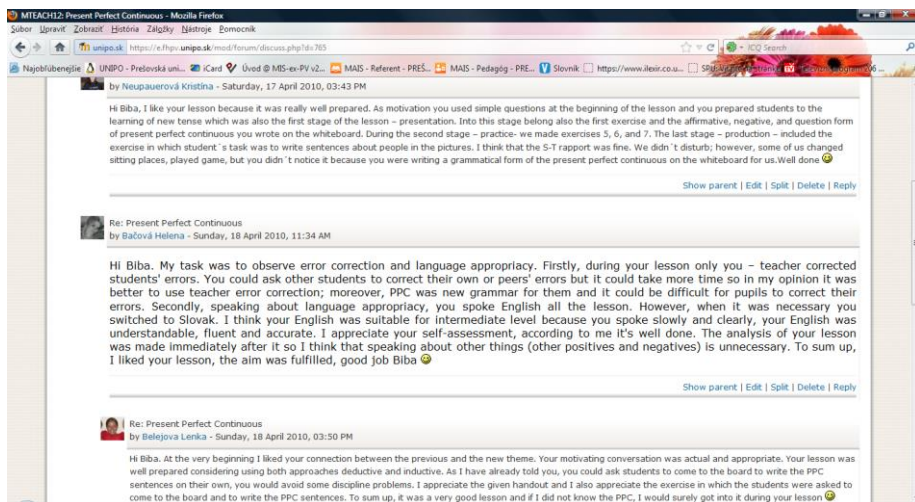 MTEACH12: Present Perfect Continuous - Mozilla Firefox
Súbor Upraviť Zobraziť História Záložky Nástroje Pomocník
unipo.sk https://e.fhpv.unipo.sk/mod/forum/discuss.php?d=765
ICQ Search
Najobľúbenejšie UNIPO - Prešovská uni... iCard Úvod @ MIS-ex-PV v2... MAIS - Referent - PREŠ... MAIS - Pedagóg - PRE... Slovnik https://www.ilexir.co.u...
by Neupauerová Kristína - Saturday, 17 April 2010, 03:43 PM
Hi Biba, I like your lesson because it was really well prepared. As motivation you used simple questions at the beginning of the lesson and you prepared students to the
learning of new tense which was also the first stage of the lesson – presentation. Into this stage belong also the first exercise and the affirmative, negative, and question form
of present perfect continuous you wrote on the whiteboard. During the second stage – practice- we made exercises 5, 6, and 7. The last stage – production – included the
exercise in which student´s task was to write sentences about people in the pictures. I think that the S-T rapport was fine. We didn´t disturb; however, some of us changed
sitting places, played game, but you didn´t notice it because you were writing a grammatical form of the present perfect continuous on the whiteboard for us.Well done
Show parent | Edit | Split | Delete | Reply
Re: Present Perfect Continuous
by Bačová Helena - Sunday, 18 April 2010, 11:34 AM
Hi Biba. My task was to observe error correction and language appropriacy. Firstly, during your lesson only you – teacher corrected
students' errors. You could ask other students to correct their own or peers' errors but it could take more time so in my opinion it was
better to use teacher error correction; moreover, PPC was new grammar for them and it could be difficult for pupils to correct their
errors. Secondly, speaking about language appropriacy, you spoke English all the lesson. However, when it was necessary you
switched to Slovak. I think your English was suitable for intermediate level because you spoke slowly and clearly, your English was
understandable, fluent and accurate. I appreciate your self-assessment, according to me it's well done. The analysis of your lesson
was made immediately after it so I think that speaking about other things (other positives and negatives) is unnecessary. To sum up,
I liked your lesson, the aim was fulfilled, good job Biba
Show parent | Edit | Split | Delete | Reply
Re: Present Perfect Continuous
by Belejova Lenka - Sunday, 18 April 2010, 03:50 PM
Hi Biba. At the very beginning I liked your connection between the previous and the new theme. Your motivating conversation was actual and appropriate. Your lesson was
well prepared considering using both approaches deductive and inductive. As I have already told you, you could ask students to come to the board to write the PPC
sentences on their own, you would avoid some discipline problems. I appreciate the given handout and I also appreciate the exercise in which the students were asked to
come to the board and to write the PPC sentences. To sum up, it was a very good lesson and if I did not know the PPC, I would surely got into it during your lesson